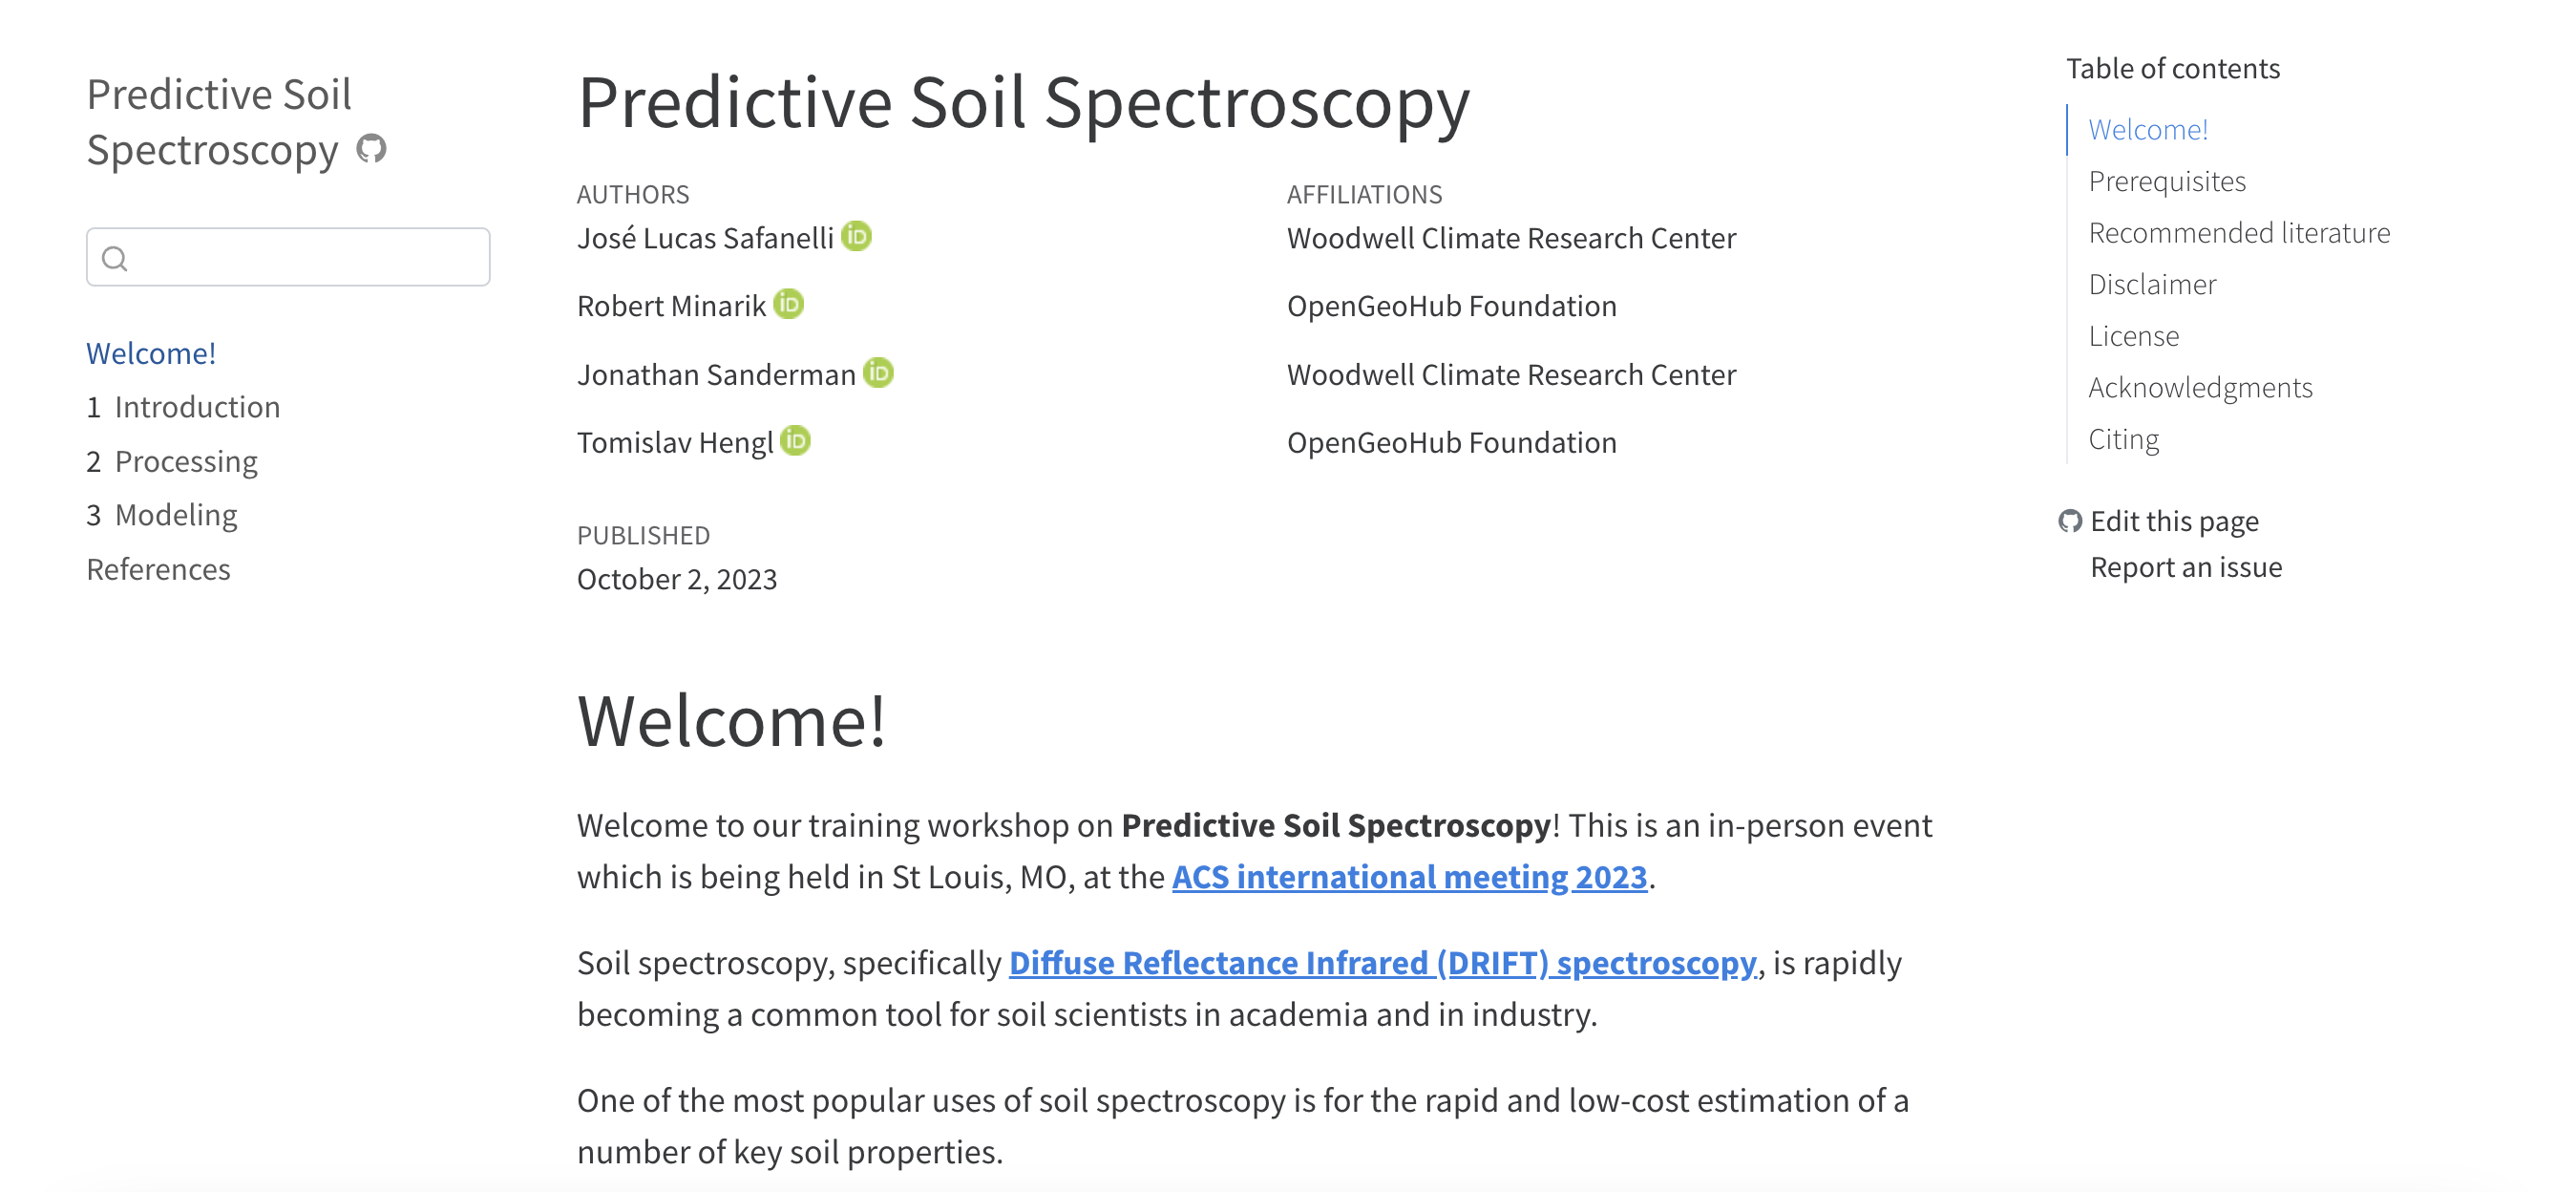 Predictive Soil
Spectroscopy
Welcome!
1 Introduction
2 Processing
3 Modeling
References
Predictive Soil Spectroscopy
AUTHORS
José Lucas Safanelli iD
Robert Minarik iD
Jonathan Sanderman iD
Tomislav Hengl iD
AFFILIATIONS
Woodwell Climate Research Center
OpenGeoHub Foundation
Woodwell Climate Research Center
OpenGeoHub Foundation
PUBLISHED
October 2, 2023
Welcome!
Welcome to our training workshop on Predictive Soil Spectroscopy! This is an in-person event
which is being held in St Louis, MO, at the ACS international meeting 2023.
Soil spectroscopy, specifically Diffuse Reflectance Infrared (DRIFT) spectroscopy, is rapidly
becoming a common tool for soil scientists in academia and in industry.
One of the most popular uses of soil spectroscopy is for the rapid and low-cost estimation of a
number of key soil properties.
Table of contents
Welcome!
Prerequisites
Recommended literature
Disclaimer
License
Acknowledgments
Citing
Edit this page
Report an issue